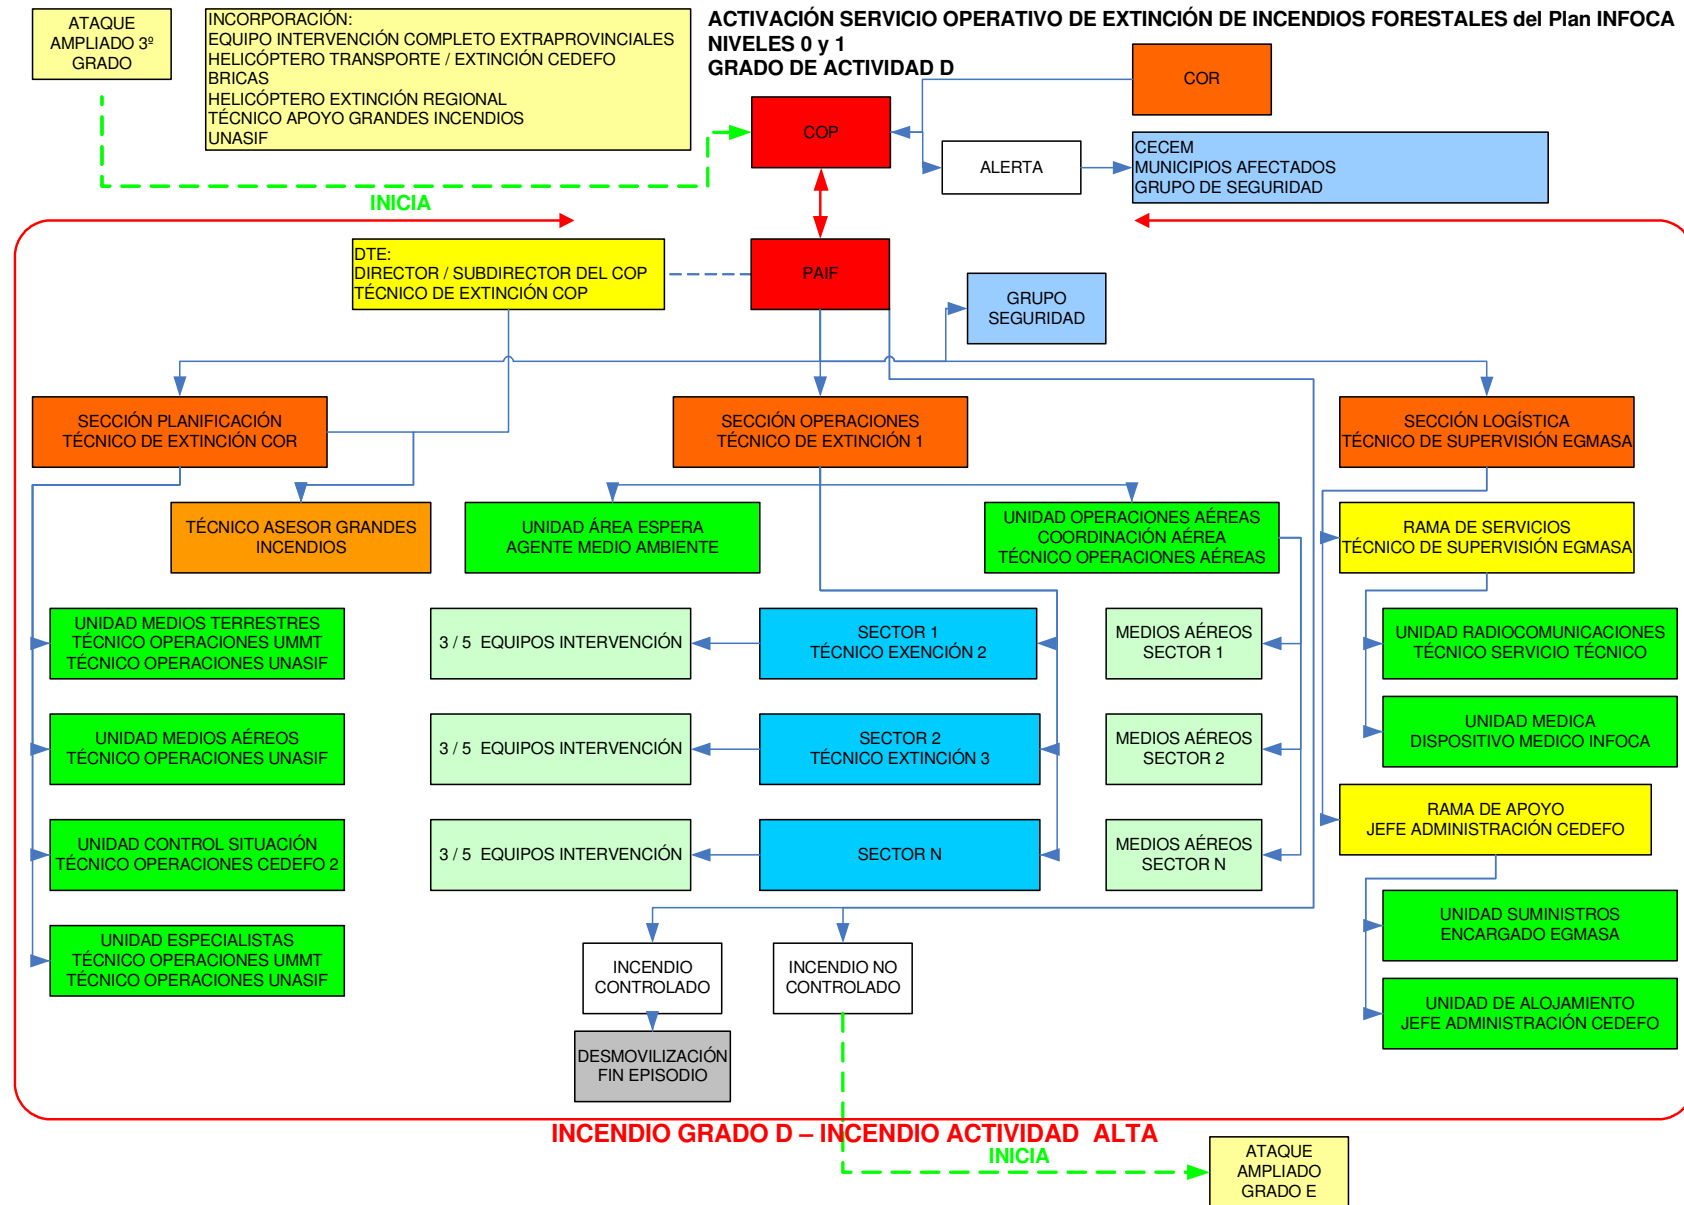 ATAQUE
AMPLIADO 3º
GRADO
INCORPORACIÓN:
EQUIPO INTERVENCIÓN COMPLETO EXTRAPROVINCIALES
HELICÓPTERO TRANSPORTE / EXTINCIÓN CEDEFO
BRICAS
HELICÓPTERO EXTINCIÓN REGIONAL
TÉCNICO APOYO GRANDES INCENDIOS
UNASIF
ACTIVACIÓN SERVICIO OPERATIVO DE EXTINCIÓN DE INCENDIOS FORESTALES del Plan INFOCA
NIVELES 0 y 1
GRADO DE ACTIVIDAD D
COR
COP
ALERTA
CECEM
MUNICIPIOS AFECTADOS
GRUPO DE SEGURIDAD
INICIA
DTE:
DIRECTOR / SUBDIRECTOR DEL COP
TÉCNICO DE EXTINCIÓN COP
PAIF
GRUPO
SEGURIDAD
SECCIÓN PLANIFICACIÓN
TÉCNICO DE EXTINCIÓN COR
SECCIÓN OPERACIONES
TÉCNICO DE EXTINCIÓN 1
SECCIÓN LOGÍSTICA
TÉCNICO DE SUPERVISIÓN EGMASA
TÉCNICO ASESOR GRANDES
INCENDIOS
UNIDAD ÁREA ESPERA
AGENTE MEDIO AMBIENTE
UNIDAD OPERACIONES AÉREAS
COORDINACIÓN AÉREA
TÉCNICO OPERACIONES AÉREAS
RAMA DE SERVICIOS
TÉCNICO DE SUPERVISIÓN EGMASA
UNIDAD MEDIOS TERRESTRES
TÉCNICO OPERACIONES UMMT
TÉCNICO OPERACIONES UNASIF
3 / 5 EQUIPOS INTERVENCIÓN
SECTOR 1
TÉCNICO EXENCIÓN 2
MEDIOS AÉREOS
SECTOR 1
UNIDAD RADIOCOMUNICACIONES
TÉCNICO SERVICIO TÉCNICO
UNIDAD MEDIOS AÉREOS
TÉCNICO OPERACIONES UNASIF
3 / 5 EQUIPOS INTERVENCIÓN
SECTOR 2
TÉCNICO EXTINCIÓN 3
MEDIOS AÉREOS
SECTOR 2
UNIDAD MEDICA
DISPOSITIVO MEDICO INFOCA
UNIDAD CONTROL SITUACIÓN
TÉCNICO OPERACIONES CEDEFO 2
3 / 5 EQUIPOS INTERVENCIÓN
SECTOR N
MEDIOS AÉREOS
SECTOR N
RAMA DE APOYO
JEFE ADMINISTRACIÓN CEDEFO
UNIDAD ESPECIALISTAS
TÉCNICO OPERACIONES UMMT
TÉCNICO OPERACIONES UNASIF
INCENDIO
CONTROLADO
INCENDIO NO
CONTROLADO
UNIDAD SUMINISTROS
ENCARGADO EGMASA
UNIDAD DE ALOJAMIENTO
JEFE ADMINISTRACIÓN CEDEFO
DESMOVILIZACIÓN
FIN EPISODIO
INCENDIO GRADO D – INCENDIO ACTIVIDAD ALTA
INICIA
ATAQUE
AMPLIADO
GRADO E